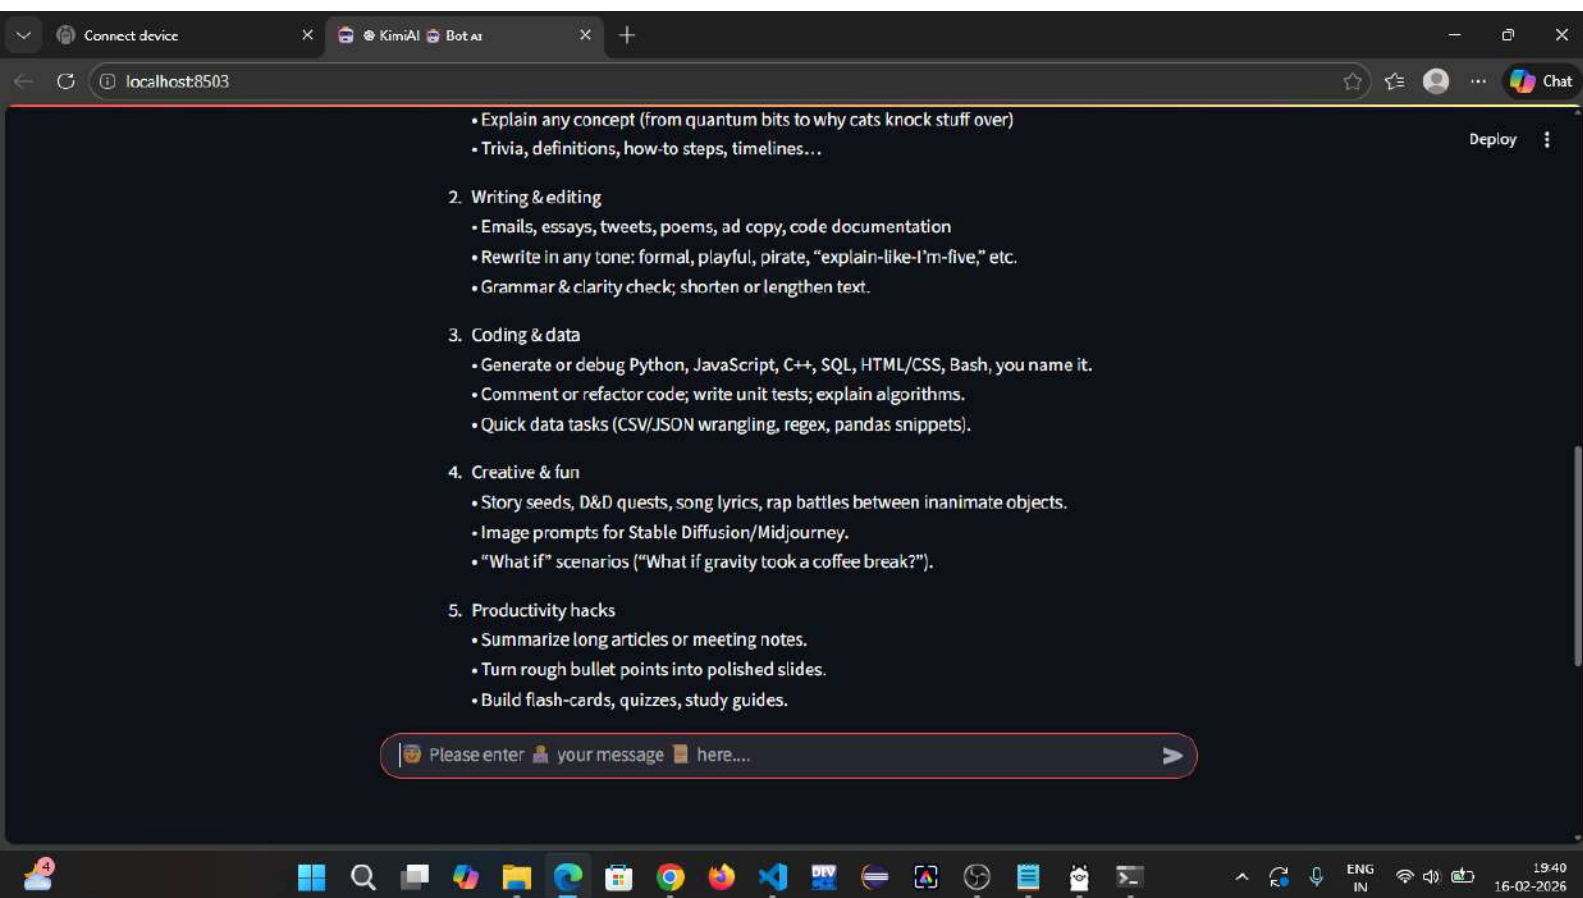 Connect device
KimiAI Bot AI
localhost:8503
Chat
• Explain any concept (from quantum bits to why cats knock stuff over)
Deploy
• Trivia, definitions, how-to steps, timelines…
2. Writing & editing
• Emails, essays, tweets, poems, ad copy, code documentation
• Rewrite in any tone: formal, playful, pirate, “explain-like-I’m-five,” etc.
• Grammar & clarity check; shorten or lengthen text.
3. Coding & data
• Generate or debug Python, JavaScript, C++, SQL, HTML/CSS, Bash, you name it.
• Comment or refactor code; write unit tests; explain algorithms.
• Quick data tasks (CSV/JSON wrangling, regex, pandas snippets).
4. Creative & fun
• Story seeds, D&D quests, song lyrics, rap battles between inanimate objects.
• Image prompts for Stable Diffusion/Midjourney.
• “What if” scenarios (“What if gravity took a coffee break?”).
5. Productivity hacks
• Summarize long articles or meeting notes.
• Turn rough bullet points into polished slides.
• Build flash-cards, quizzes, study guides.
Please enter your message here....
4
DEV
ENG
IN
19:40
16-02-2026